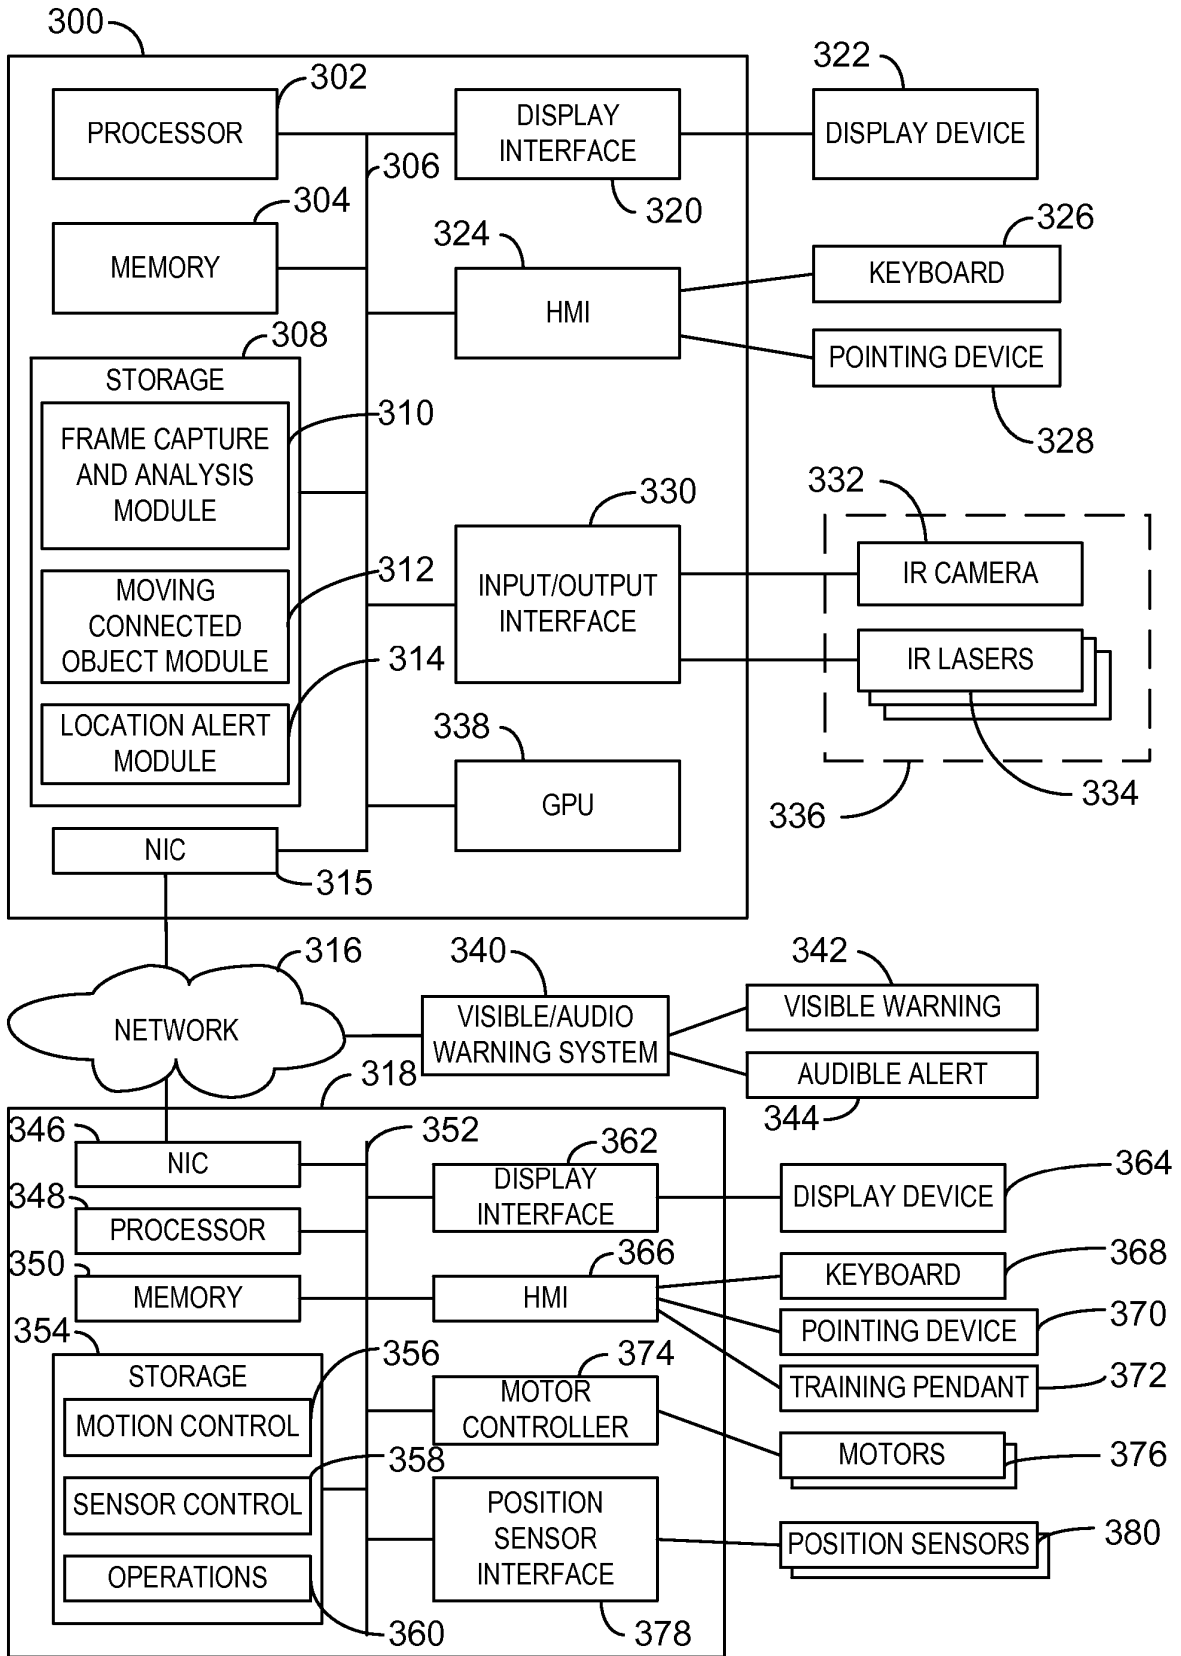 300
302
PROCESSOR
DISPLAY
INTERFACE
320
322
DISPLAY DEVICE
306
304
MEMORY
324
HMI
326
KEYBOARD
POINTING DEVICE
328
308
STORAGE
310
FRAME CAPTURE
AND ANALYSIS
MODULE
312
MOVING
CONNECTED
OBJECT MODULE
314
LOCATION ALERT
MODULE
330
INPUT/OUTPUT
INTERFACE
332
IR CAMERA
IR LASERS
334
336
338
GPU
NIC
315
316
NETWORK
340
VISIBLE/AUDIO
WARNING SYSTEM
342
VISIBLE WARNING
AUDIBLE ALERT
344
318
346
NIC
352
362
DISPLAY
INTERFACE
364
DISPLAY DEVICE
348
PROCESSOR
350
MEMORY
366
HMI
368
KEYBOARD
370
POINTING DEVICE
372
TRAINING PENDANT
354
STORAGE
356
MOTION CONTROL
358
SENSOR CONTROL
OPERATIONS
360
374
MOTOR
CONTROLLER
MOTORS
376
POSITION
SENSOR
INTERFACE
378
POSITION SENSORS
380